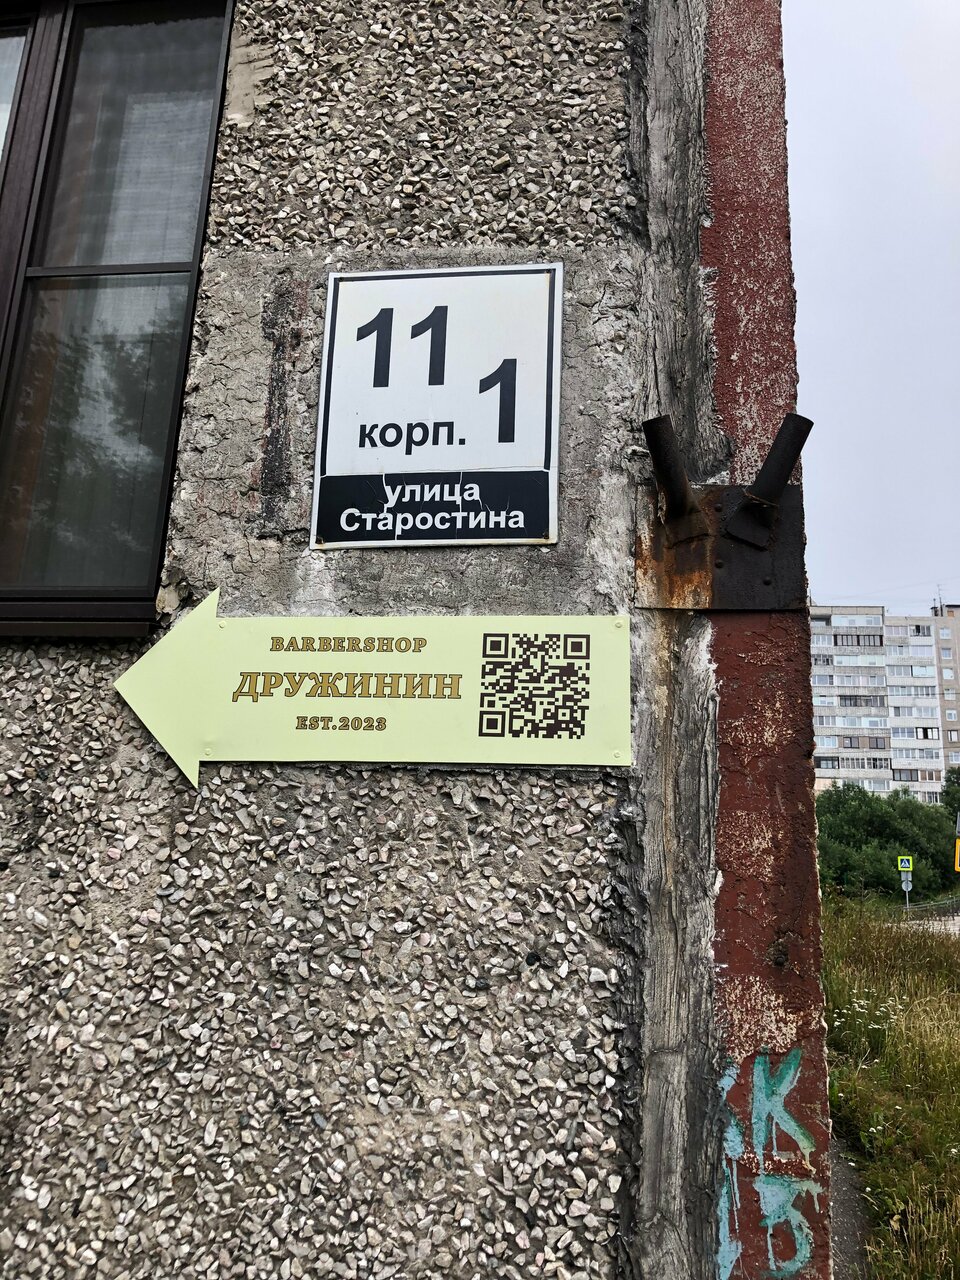 11
корп. 1
улица
Старостина
BARBERSHOP
ДРУЖИНИН
EST.2023
К